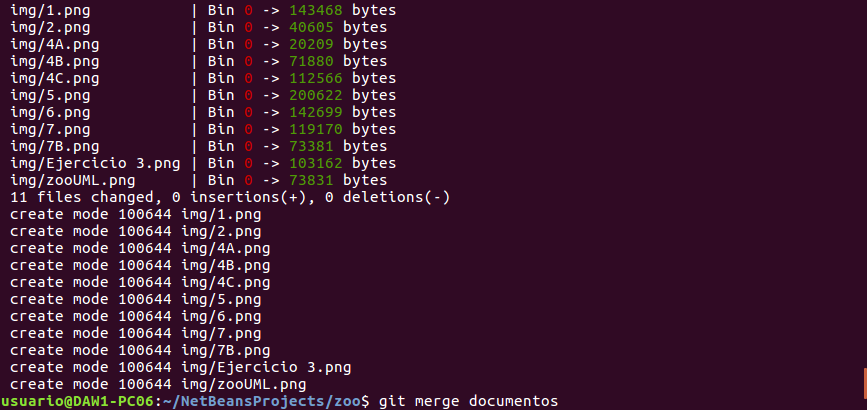 img/1.png           | Bin 0 -> 143468 bytes
img/2.png           | Bin 0 -> 40605 bytes
img/4A.png          | Bin 0 -> 20209 bytes
img/4B.png          | Bin 0 -> 71880 bytes
img/4C.png          | Bin 0 -> 112566 bytes
img/5.png           | Bin 0 -> 200622 bytes
img/6.png           | Bin 0 -> 142699 bytes
img/7.png           | Bin 0 -> 119170 bytes
img/7B.png          | Bin 0 -> 73381 bytes
img/Ejercicio 3.png | Bin 0 -> 103162 bytes
img/zooUML.png      | Bin 0 -> 73831 bytes
11 files changed, 0 insertions(+), 0 deletions(-)
create mode 100644 img/1.png
create mode 100644 img/2.png
create mode 100644 img/4A.png
create mode 100644 img/4B.png
create mode 100644 img/4C.png
create mode 100644 img/5.png
create mode 100644 img/6.png
create mode 100644 img/7.png
create mode 100644 img/7B.png
create mode 100644 img/Ejercicio 3.png
create mode 100644 img/zooUML.png
usuario@DAW1-PC06:~/NetBeansProjects/zoo$ git merge documentos